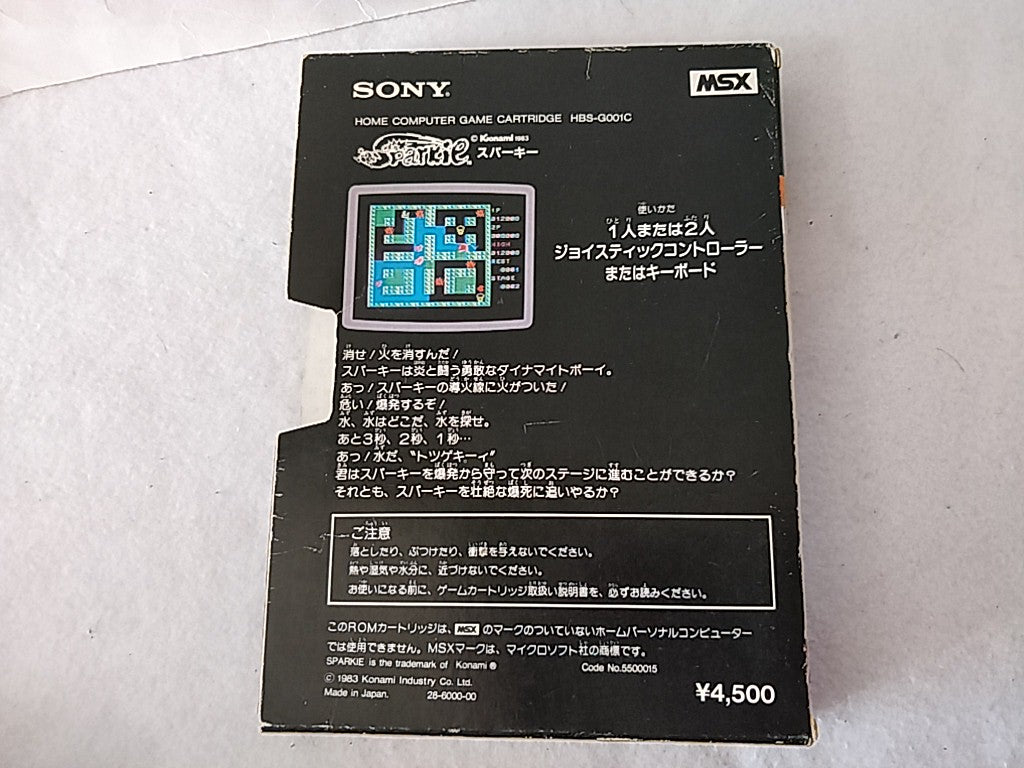 SONY®
MSX
HOME COMPUTER GAME CARTRIDGE HBS-G001C
© Konami 1983
Sparkie スパーキー
使いかた
1人または2人
ジョイスティックコントローラー
またはキーボード
1P
012000
2P
000000
HIGH
012000
REST
0001
STAGE
0002
消せ!火を消すんだ!
スパーキーは炎と闘う勇敢なダイナマイトボーイ。
あっ!スパーキーの導火線に火がついた!
危い!爆発するぞ!
水、水はどこだ、水を探せ。
あと3秒、2秒、1秒…
あっ!水だ、“トツゲキーィ”
君はスパーキーを爆発から守って次のステージに進むことができるか?
それとも、スパーキーを壮絶な爆死に追いやるか?
ご注意
落としたり、ぶつけたり、衝撃を与えないでください。
熱や湿気や水分に、近づけないでください。
お使いになる前に、ゲームカートリッジ取扱い説明書を、必ずお読みください。
このROMカートリッジは、MSXのマークのついていないホームパーソナルコンピューター
では使用できません。MSXマークは、マイクロソフト社の商標です。
SPARKIE is the trademark of Konami®
Code No.5500015
© 1983 Konami Industry Co. Ltd.
Made in Japan. 28-6000-00
¥4,500